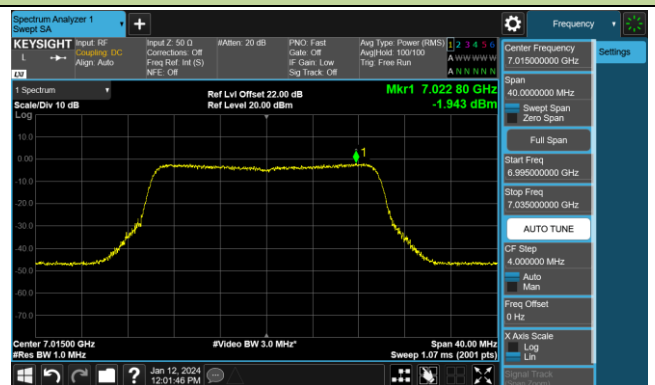 Spectrum Analyzer 1
Swept SA
Frequency
KEYSIGHT
L
LXI
Input: RF
Coupling: DC
Align: Auto
Input Z: 50 Ω
Corrections: Off
Freq Ref: Int (S)
NFE: Off
#Atten: 20 dB
PNO: Fast
Gate: Off
IF Gain: Low
Sig Track: Off
Avg Type: Power (RMS)
Avg|Hold: 100/100
Trig: Free Run
1 2 3 4 5 6
A W W W W W
A N N N N N
1 Spectrum
Scale/Div 10 dB
Log
Ref Lvl Offset 22.00 dB
Ref Level 20.00 dBm
Mkr1 7.022 80 GHz
-1.943 dBm
10.0
0.00
-10.0
-20.0
-30.0
-40.0
-50.0
-60.0
-70.0
1
Center 7.01500 GHz
#Res BW 1.0 MHz
#Video BW 3.0 MHz*
Span 40.00 MHz
Sweep 1.07 ms (2001 pts)
Jan 12, 2024
12:01:46 PM
Center Frequency
7.015000000 GHz
Settings
Span
40.0000000 MHz
Swept Span
Zero Span
Full Span
Start Freq
6.995000000 GHz
Stop Freq
7.035000000 GHz
AUTO TUNE
CF Step
4.000000 MHz
Auto
Man
Freq Offset
0 Hz
X Axis Scale
Log
Lin
Signal Track